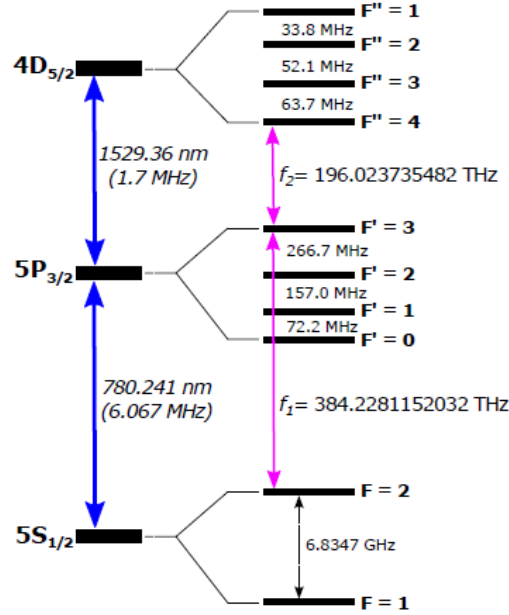 F" = 1
33.8 MHz
F" = 2
4D5/2
52.1 MHz
F" = 3
63.7 MHz
F" = 4
1529.36 nm
(1.7 MHz)
f2= 196.023735482 THz
F' = 3
266.7 MHz
5P3/2
F' = 2
157.0 MHz
F' = 1
72.2 MHz
F' = 0
780.241 nm
(6.067 MHz)
f1= 384.2281152032 THz
F = 2
5S1/2
6.8347 GHz
F = 1